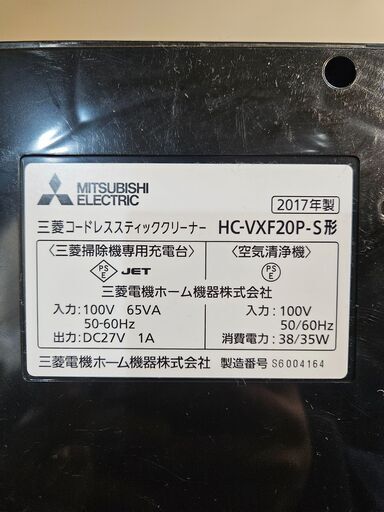 MITSUBISHI
ELECTRIC
2017年製
三菱コードレススティッククリーナー HC-VXF20P-S形
〈三菱掃除機専用充電台〉
PSE JET
三菱電機ホーム機器株式会社
入力:100V 65VA
50-60Hz
出力:DC27V 1A
〈空気清浄機〉
PSE
入力:100V
50/60Hz
消費電力:38/35W
三菱電機ホーム機器株式会社 製造番号 S6004164